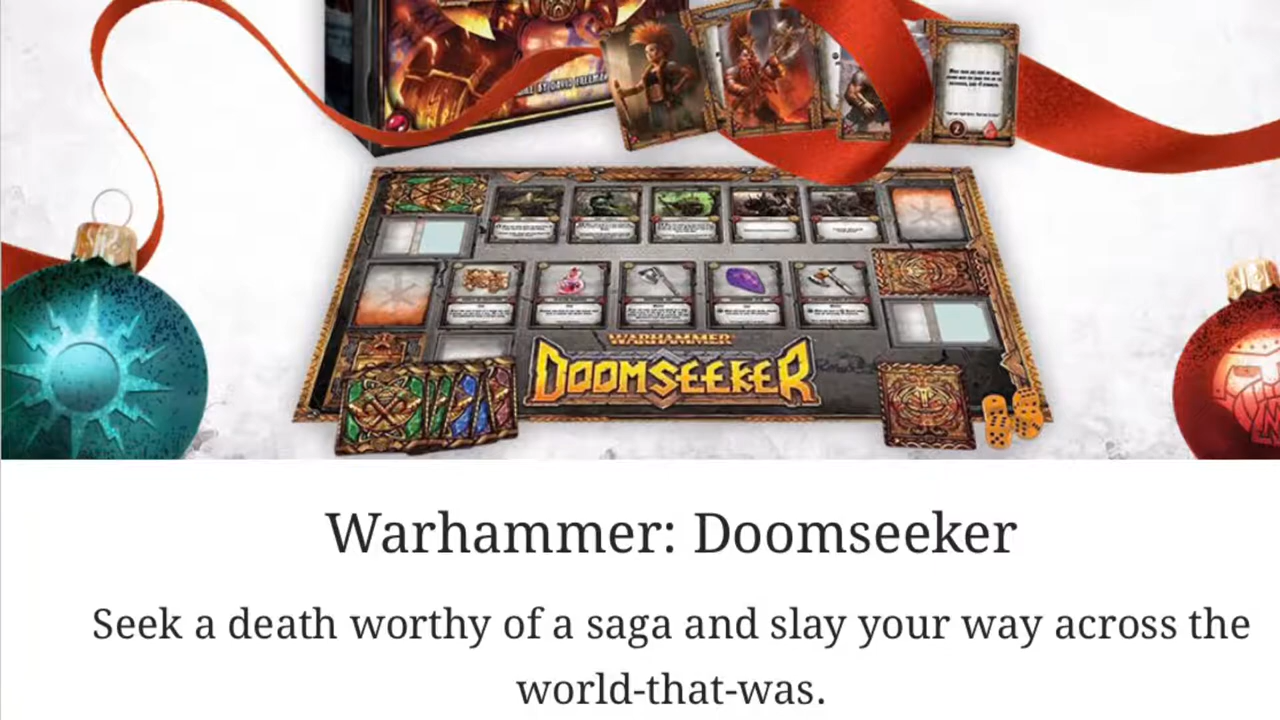 WARHAMMER
DOOMSEEKER
Warhammer: Doomseeker
Seek a death worthy of a saga and slay your way across the
world-that-was.